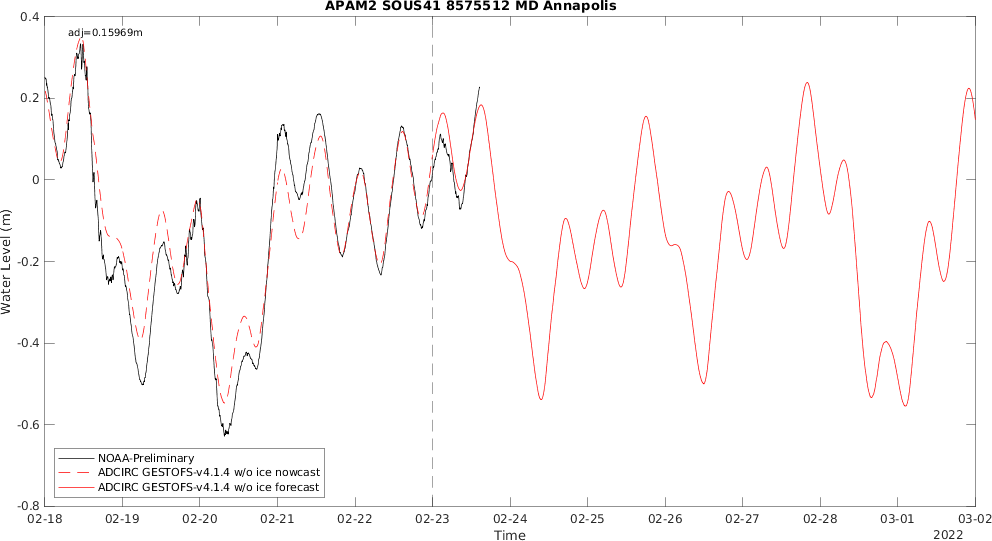 APAM2 SOUS41 8575512 MD Annapolis
adj=0.15969m
0.4
0.2
0
-0.2
-0.4
-0.6
-0.8
Water Level (m)
NOAA-Preliminary
ADCIRC GESTOFS-v4.1.4 w/o ice nowcast
ADCIRC GESTOFS-v4.1.4 w/o ice forecast
02-18 02-19 02-20 02-21 02-22 02-23 02-24 02-25 02-26 02-27 02-28 03-01 03-02
Time
2022